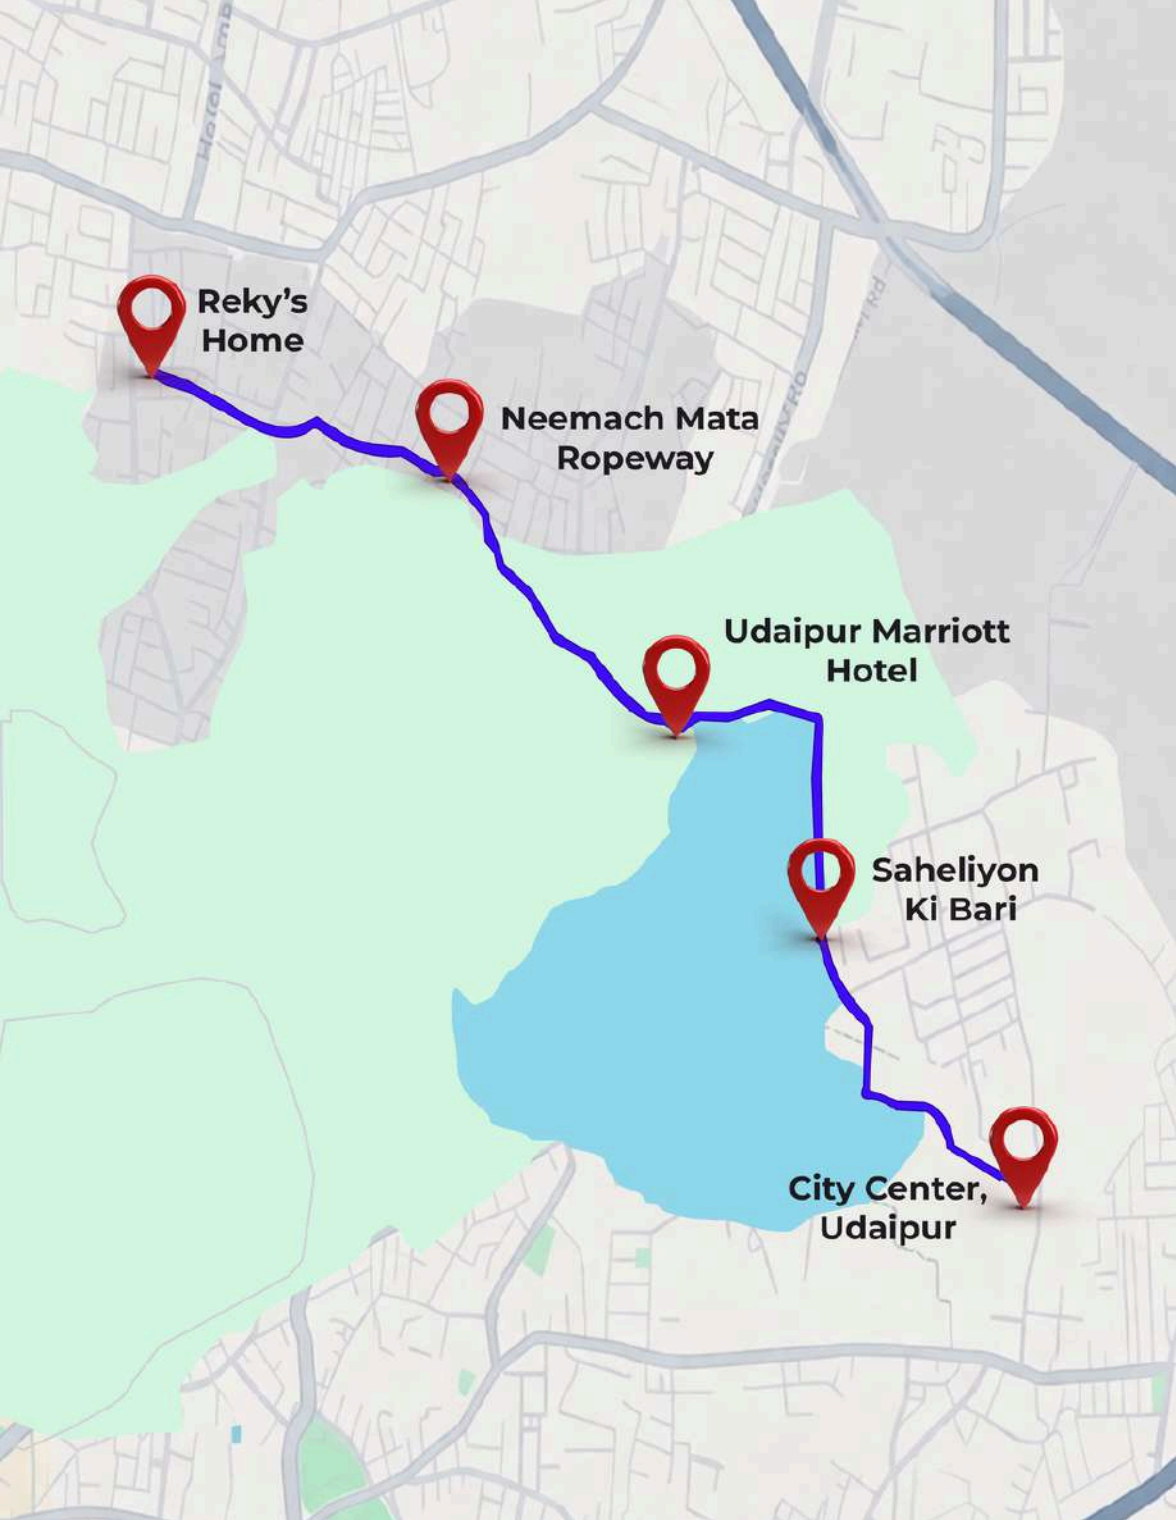 Reky's
Home
Neemach Mata
Ropeway
Udaipur Marriott
Hotel
Saheliyon
Ki Bari
City Center,
Udaipur